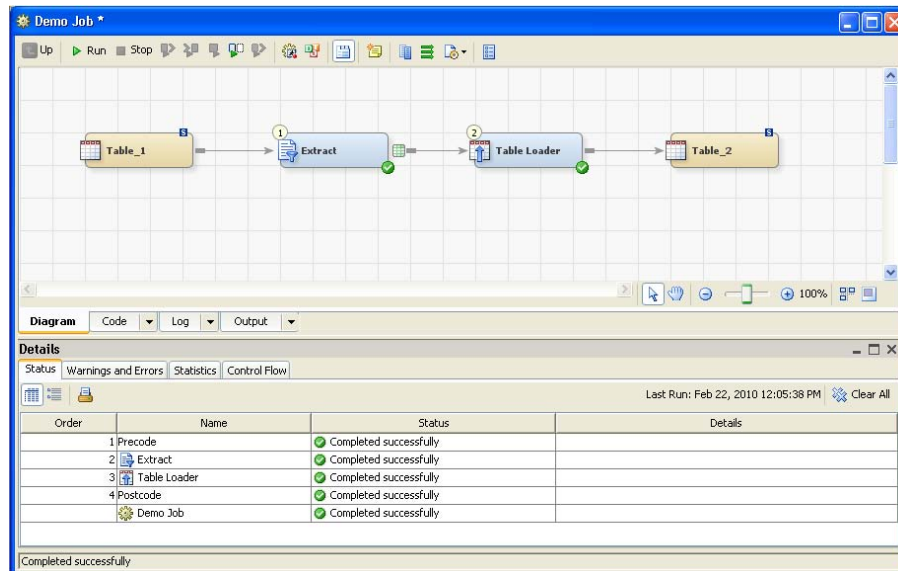 Demo Job *
Up Run Stop
1 2
Table_1 Extract Table Loader Table_2
100%
Diagram Code Log Output
Details
Status Warnings and Errors Statistics Control Flow
Last Run: Feb 22, 2010 12:05:38 PM Clear All
Order Name Status Details
1 Precode Completed successfully
2 Extract Completed successfully
3 Table Loader Completed successfully
4 Postcode Completed successfully
Demo Job Completed successfully
Completed successfully